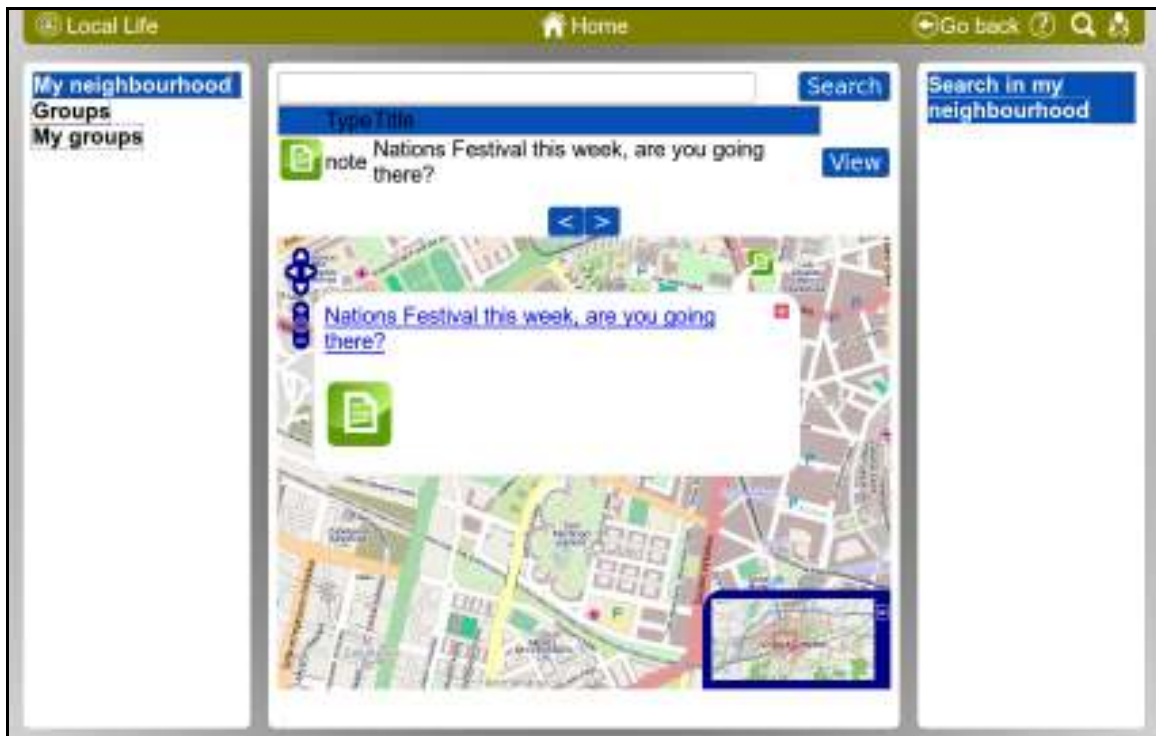 Local Life
Home
Go back
My neighbourhood
Groups
My groups
Search
Type Title
note
Nations Festival this week, are you going
there?
View
< >
Nations Festival this week, are you going
there?
Search in my
neighbourhood